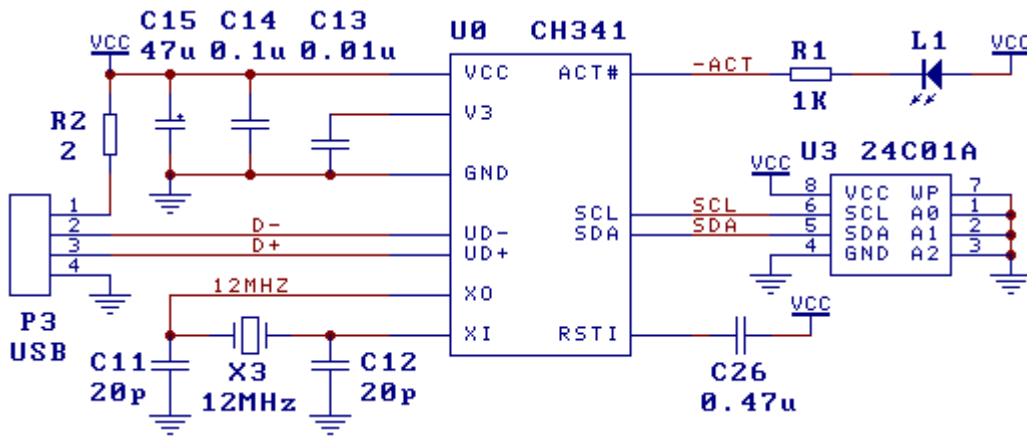 C15 C14 C13 U0 CH341
VCC 47u 0.1u 0.01u R1 L1 VCC
VCC ACT# -ACT
1K
V3
R2
2
U3 24C01A
VCC
GND
8 VCC WP 7
1 SCL SCL 6 SCL A0 1
2 D- UD- SDA SDA 5 SDA A1 2
3 D+ UD+ 4 GND A2 3
4
12MHZ XO
VCC
P3
USB
XI RSTI
C11 X3 C12 C26
20p 12MHz 20p 0.47u